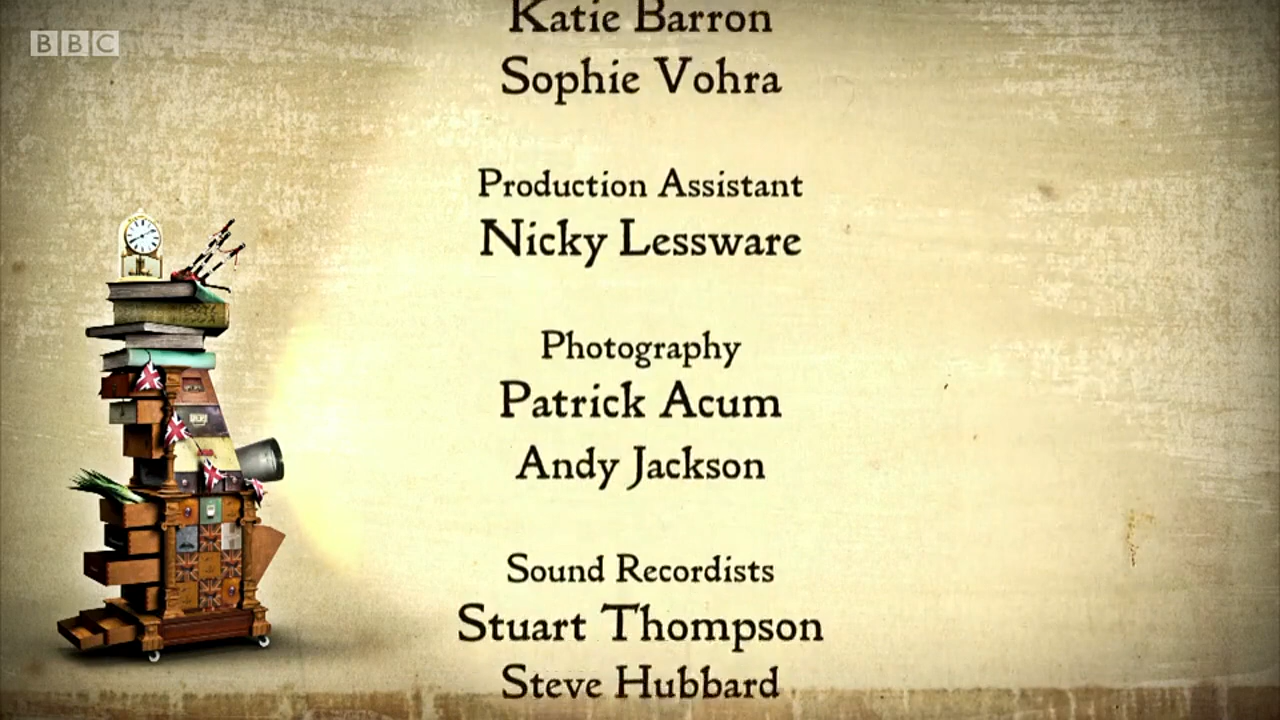 BBC
Katie Barron
Sophie Vohra
Production Assistant
Nicky Lessware
Photography
Patrick Acum
Andy Jackson
Sound Recordists
Stuart Thompson
Steve Hubbard